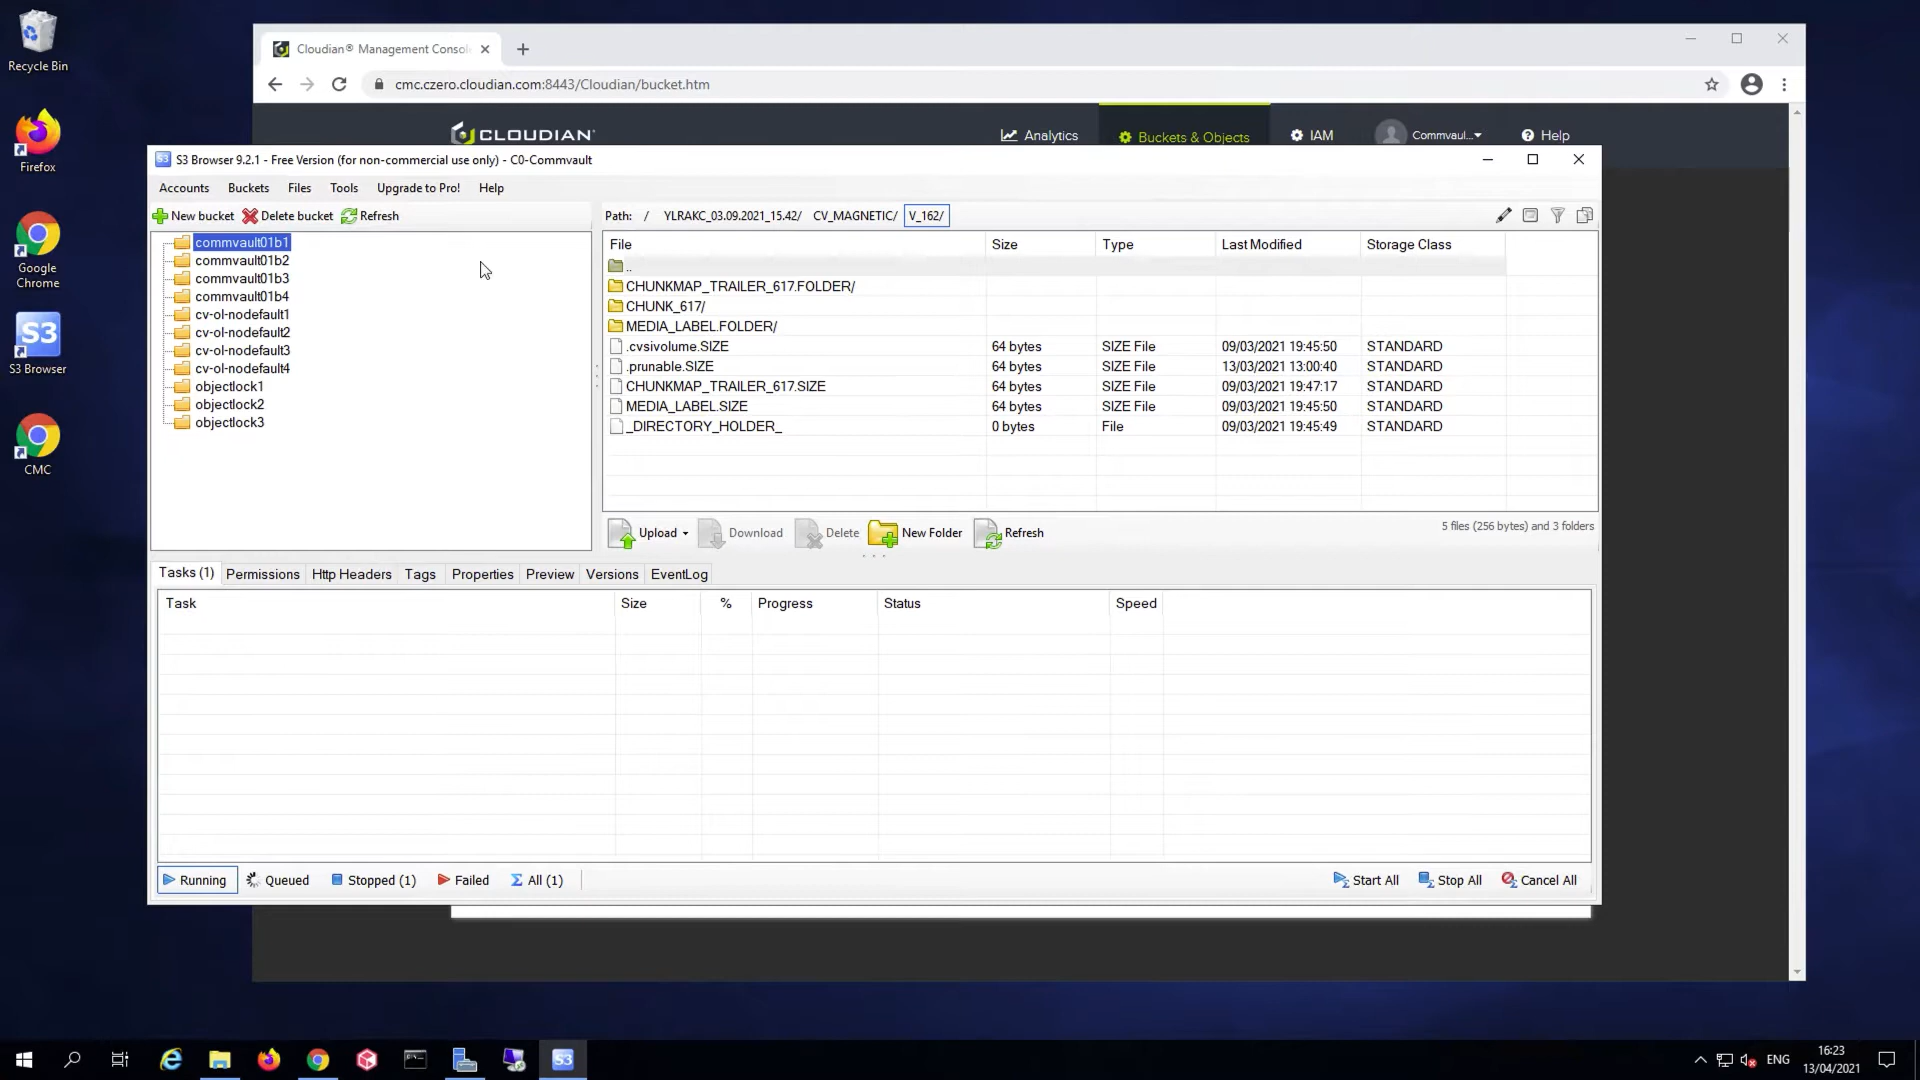 Recycle Bin
Firefox
Google
Chrome
S3
S3 Browser
CMC
Cloudian® Management Consol
cmc.czero.cloudian.com:8443/Cloudian/bucket.htm
CLOUDIAN
Analytics
Buckets & Objects
IAM
Commvaul...
Help
S3 Browser 9.2.1 - Free Version (for non-commercial use only) - C0-Commvault
Accounts Buckets Files Tools Upgrade to Pro! Help
New bucket Delete bucket Refresh
commvault01b1
commvault01b2
commvault01b3
commvault01b4
cv-ol-nodefault1
cv-ol-nodefault2
cv-ol-nodefault3
cv-ol-nodefault4
objectlock1
objectlock2
objectlock3
Path: / YLRAKC_03.09.2021_15.42/ CV_MAGNETIC/ V_162/
File Size Type Last Modified Storage Class
..
CHUNKMAP_TRAILER_617.FOLDER/
CHUNK_617/
MEDIA_LABEL.FOLDER/
.cvsivolume.SIZE 64 bytes SIZE File 09/03/2021 19:45:50 STANDARD
.prunable.SIZE 64 bytes SIZE File 13/03/2021 13:00:40 STANDARD
CHUNKMAP_TRAILER_617.SIZE 64 bytes SIZE File 09/03/2021 19:47:17 STANDARD
MEDIA_LABEL.SIZE 64 bytes SIZE File 09/03/2021 19:45:50 STANDARD
_DIRECTORY_HOLDER_ 0 bytes File 09/03/2021 19:45:49 STANDARD
Upload Download Delete New Folder Refresh
5 files (256 bytes) and 3 folders
Tasks (1) Permissions Http Headers Tags Properties Preview Versions EventLog
Task Size % Progress Status Speed
Running Queued Stopped (1) Failed All (1)
Start All Stop All Cancel All
S3
ENG
16:23
13/04/2021